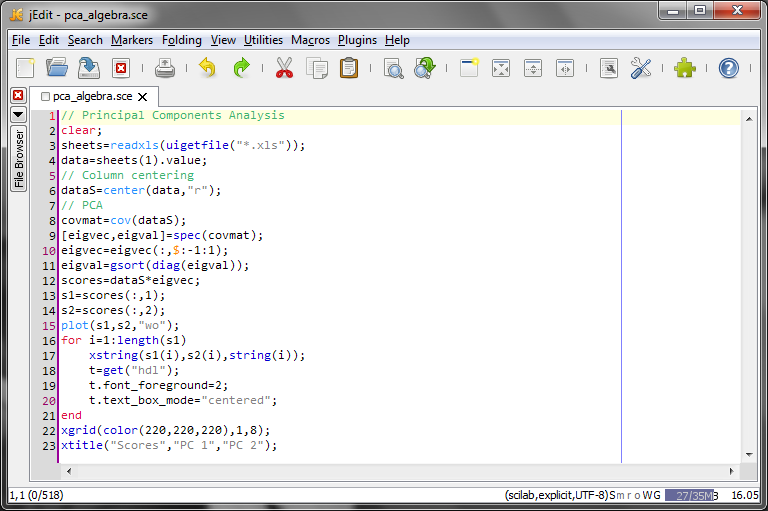 jEdit - pca_algebra.sce
File Edit Search Markers Folding View Utilities Macros Plugins Help
pca_algebra.sce
File Browser
1 // Principal Components Analysis
2 clear;
3 sheets=readxls(uigetfile("*.xls"));
4 data=sheets(1).value;
5 // Column centering
6 dataS=center(data,"r");
7 // PCA
8 covmat=cov(dataS);
9 [eigvec,eigval]=spec(covmat);
10 eigvec=eigvec(:,$:-1:1);
11 eigval=gsort(diag(eigval));
12 scores=dataS*eigvec;
13 s1=scores(:,1);
14 s2=scores(:,2);
15 plot(s1,s2,"wo");
16 for i=1:length(s1)
17     xstring(s1(i),s2(i),string(i));
18     t=get("hdl");
19     t.font_foreground=2;
20     t.text_box_mode="centered";
21 end
22 xgrid(color(220,220,220),1,8);
23 xtitle("Scores","PC 1","PC 2");
1,1 (0/518) (scilab,explicit,UTF-8)S m r o WG 27/35MB 16.05